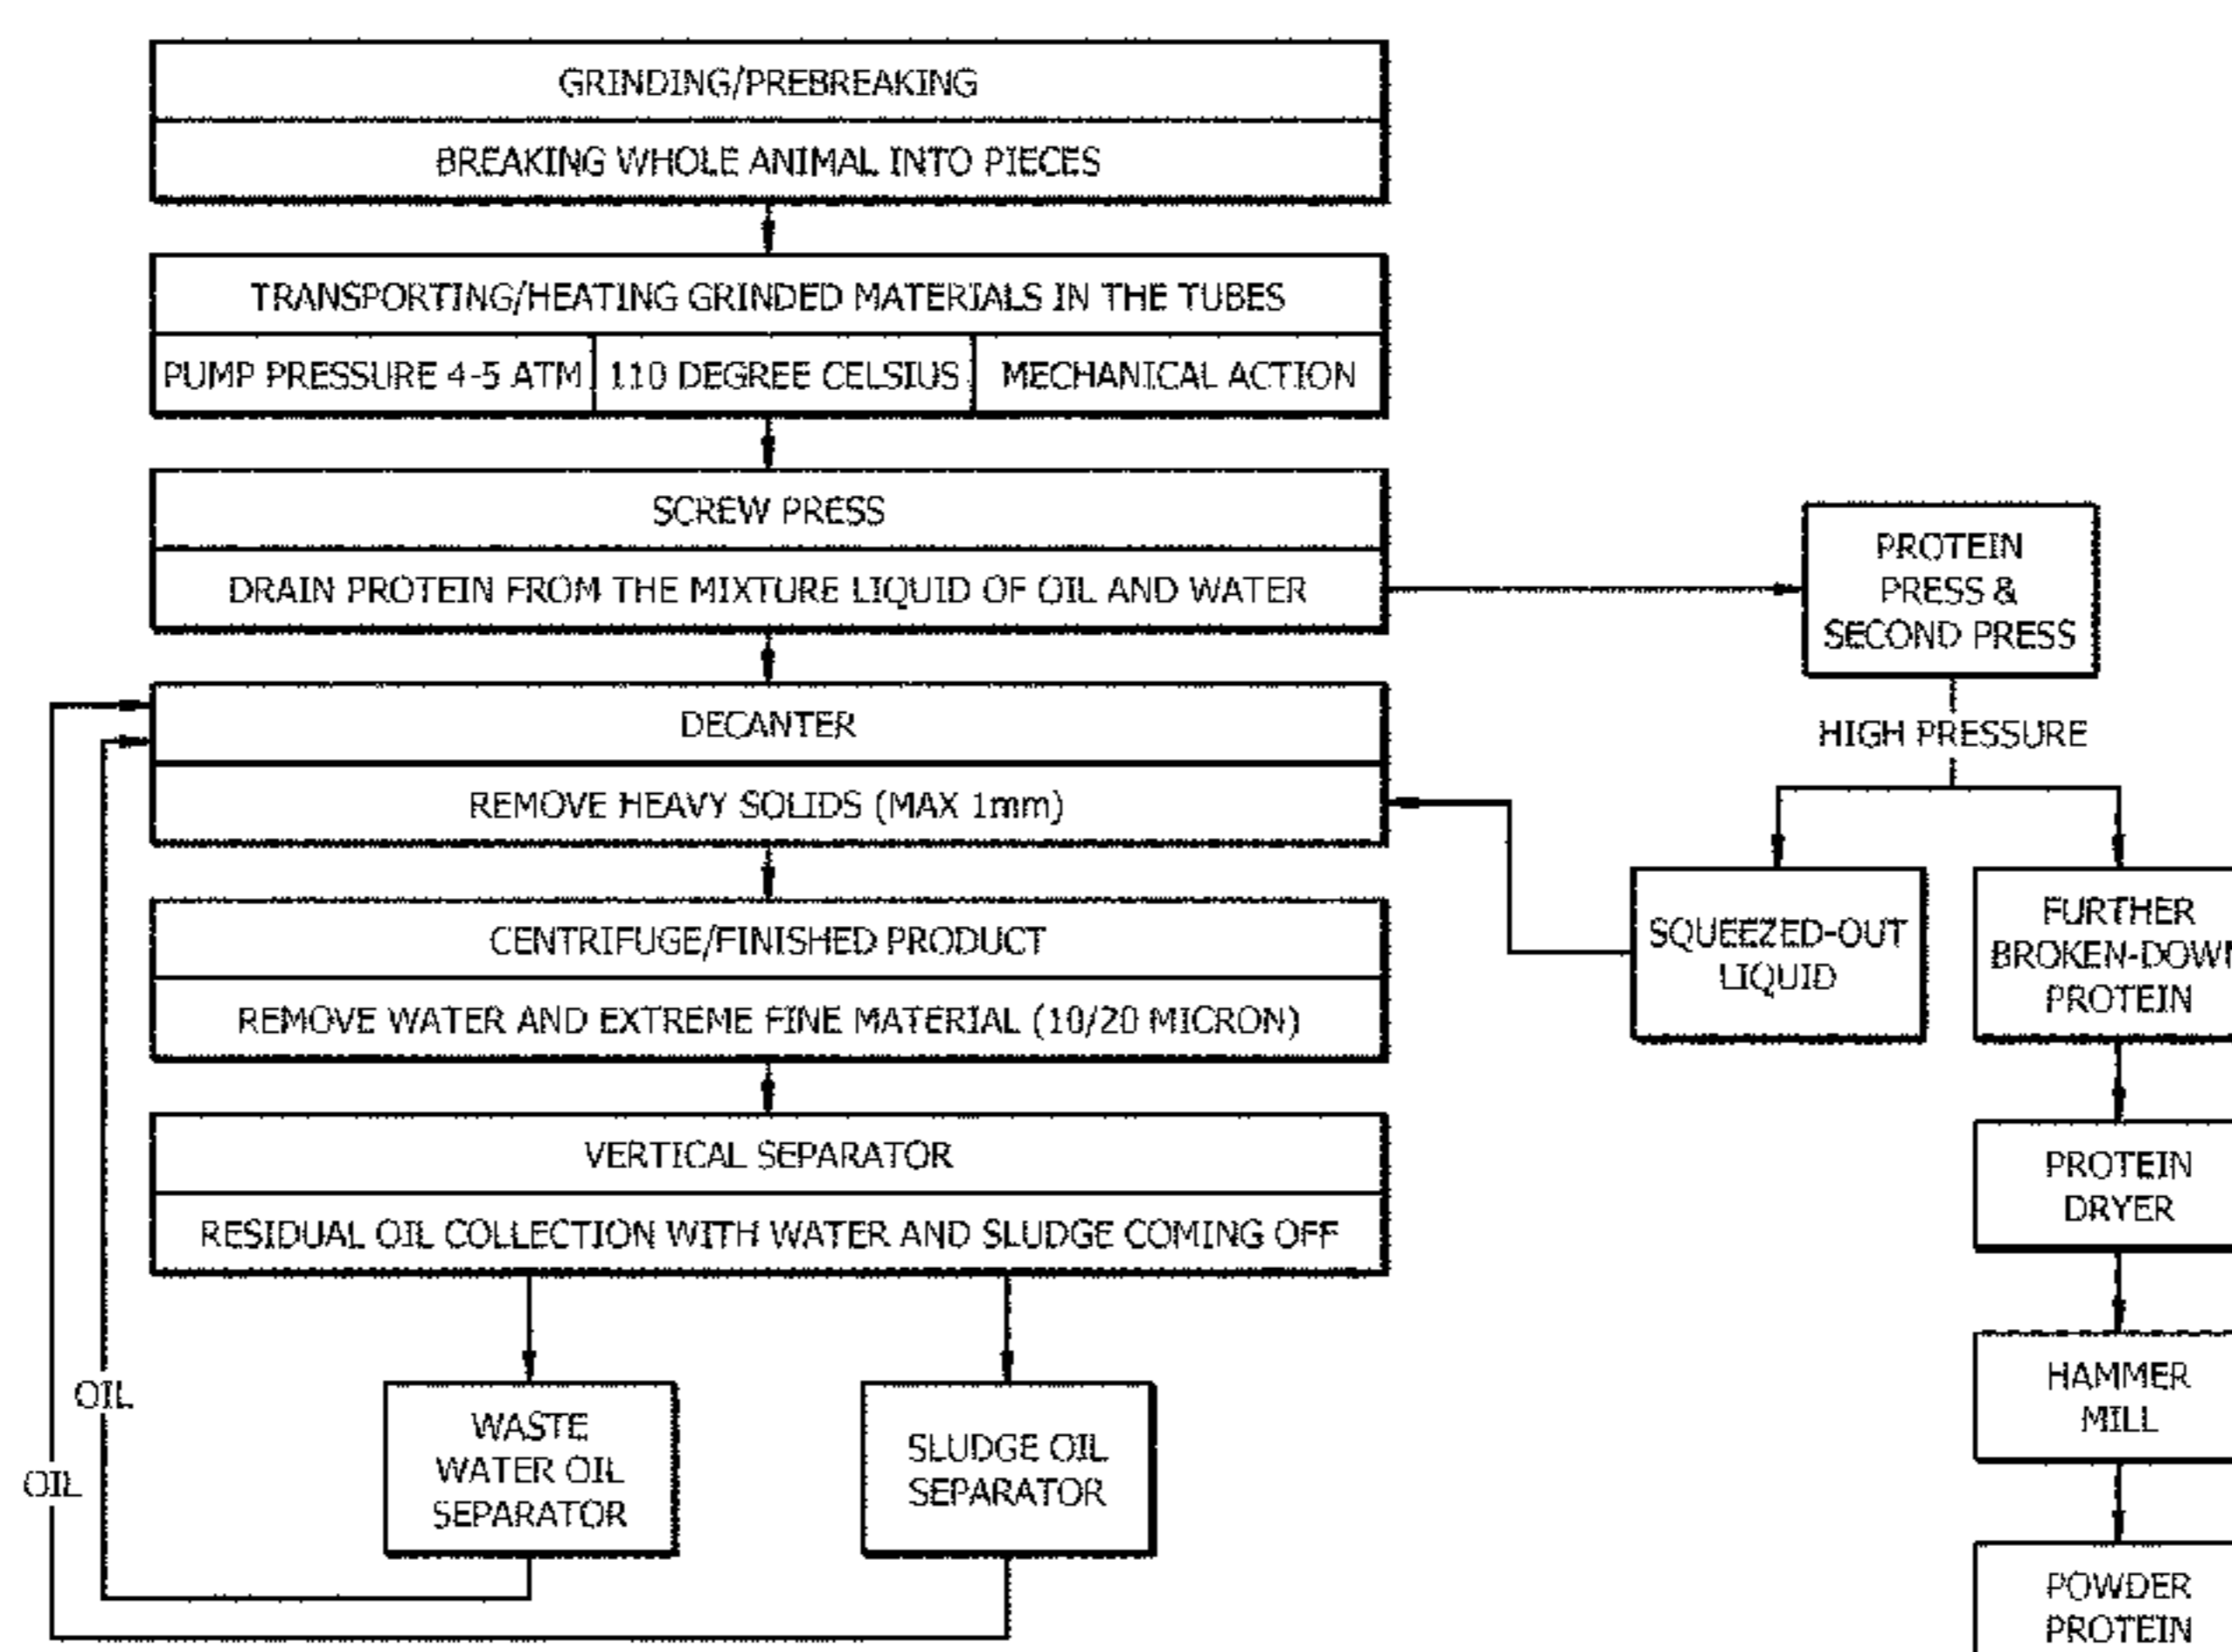 GRINDING/PREBREAKING
BREAKING WHOLE ANIMAL INTO PIECES
TRANSPORTING/HEATING GRINDED MATERIALS IN THE TUBES
PUMP PRESSURE 4-5 ATM
110 DEGREE CELSIUS
MECHANICAL ACTION
SCREW PRESS
DRAIN PROTEIN FROM THE MIXTURE LIQUID OF OIL AND WATER
PROTEIN
PRESS &
SECOND PRESS
HIGH PRESSURE
DECANTER
REMOVE HEAVY SOLIDS (MAX 1mm)
SQUEEZED-OUT
LIQUID
FURTHER
BROKEN-DOWN
PROTEIN
CENTRIFUGE/FINISHED PRODUCT
REMOVE WATER AND EXTREME FINE MATERIAL (10/20 MICRON)
VERTICAL SEPARATOR
RESIDUAL OIL COLLECTION WITH WATER AND SLUDGE COMING OFF
PROTEIN
DRYER
HAMMER
MILL
OIL
OIL
WASTE
WATER OIL
SEPARATOR
SLUDGE OIL
SEPARATOR
POWDER
PROTEIN